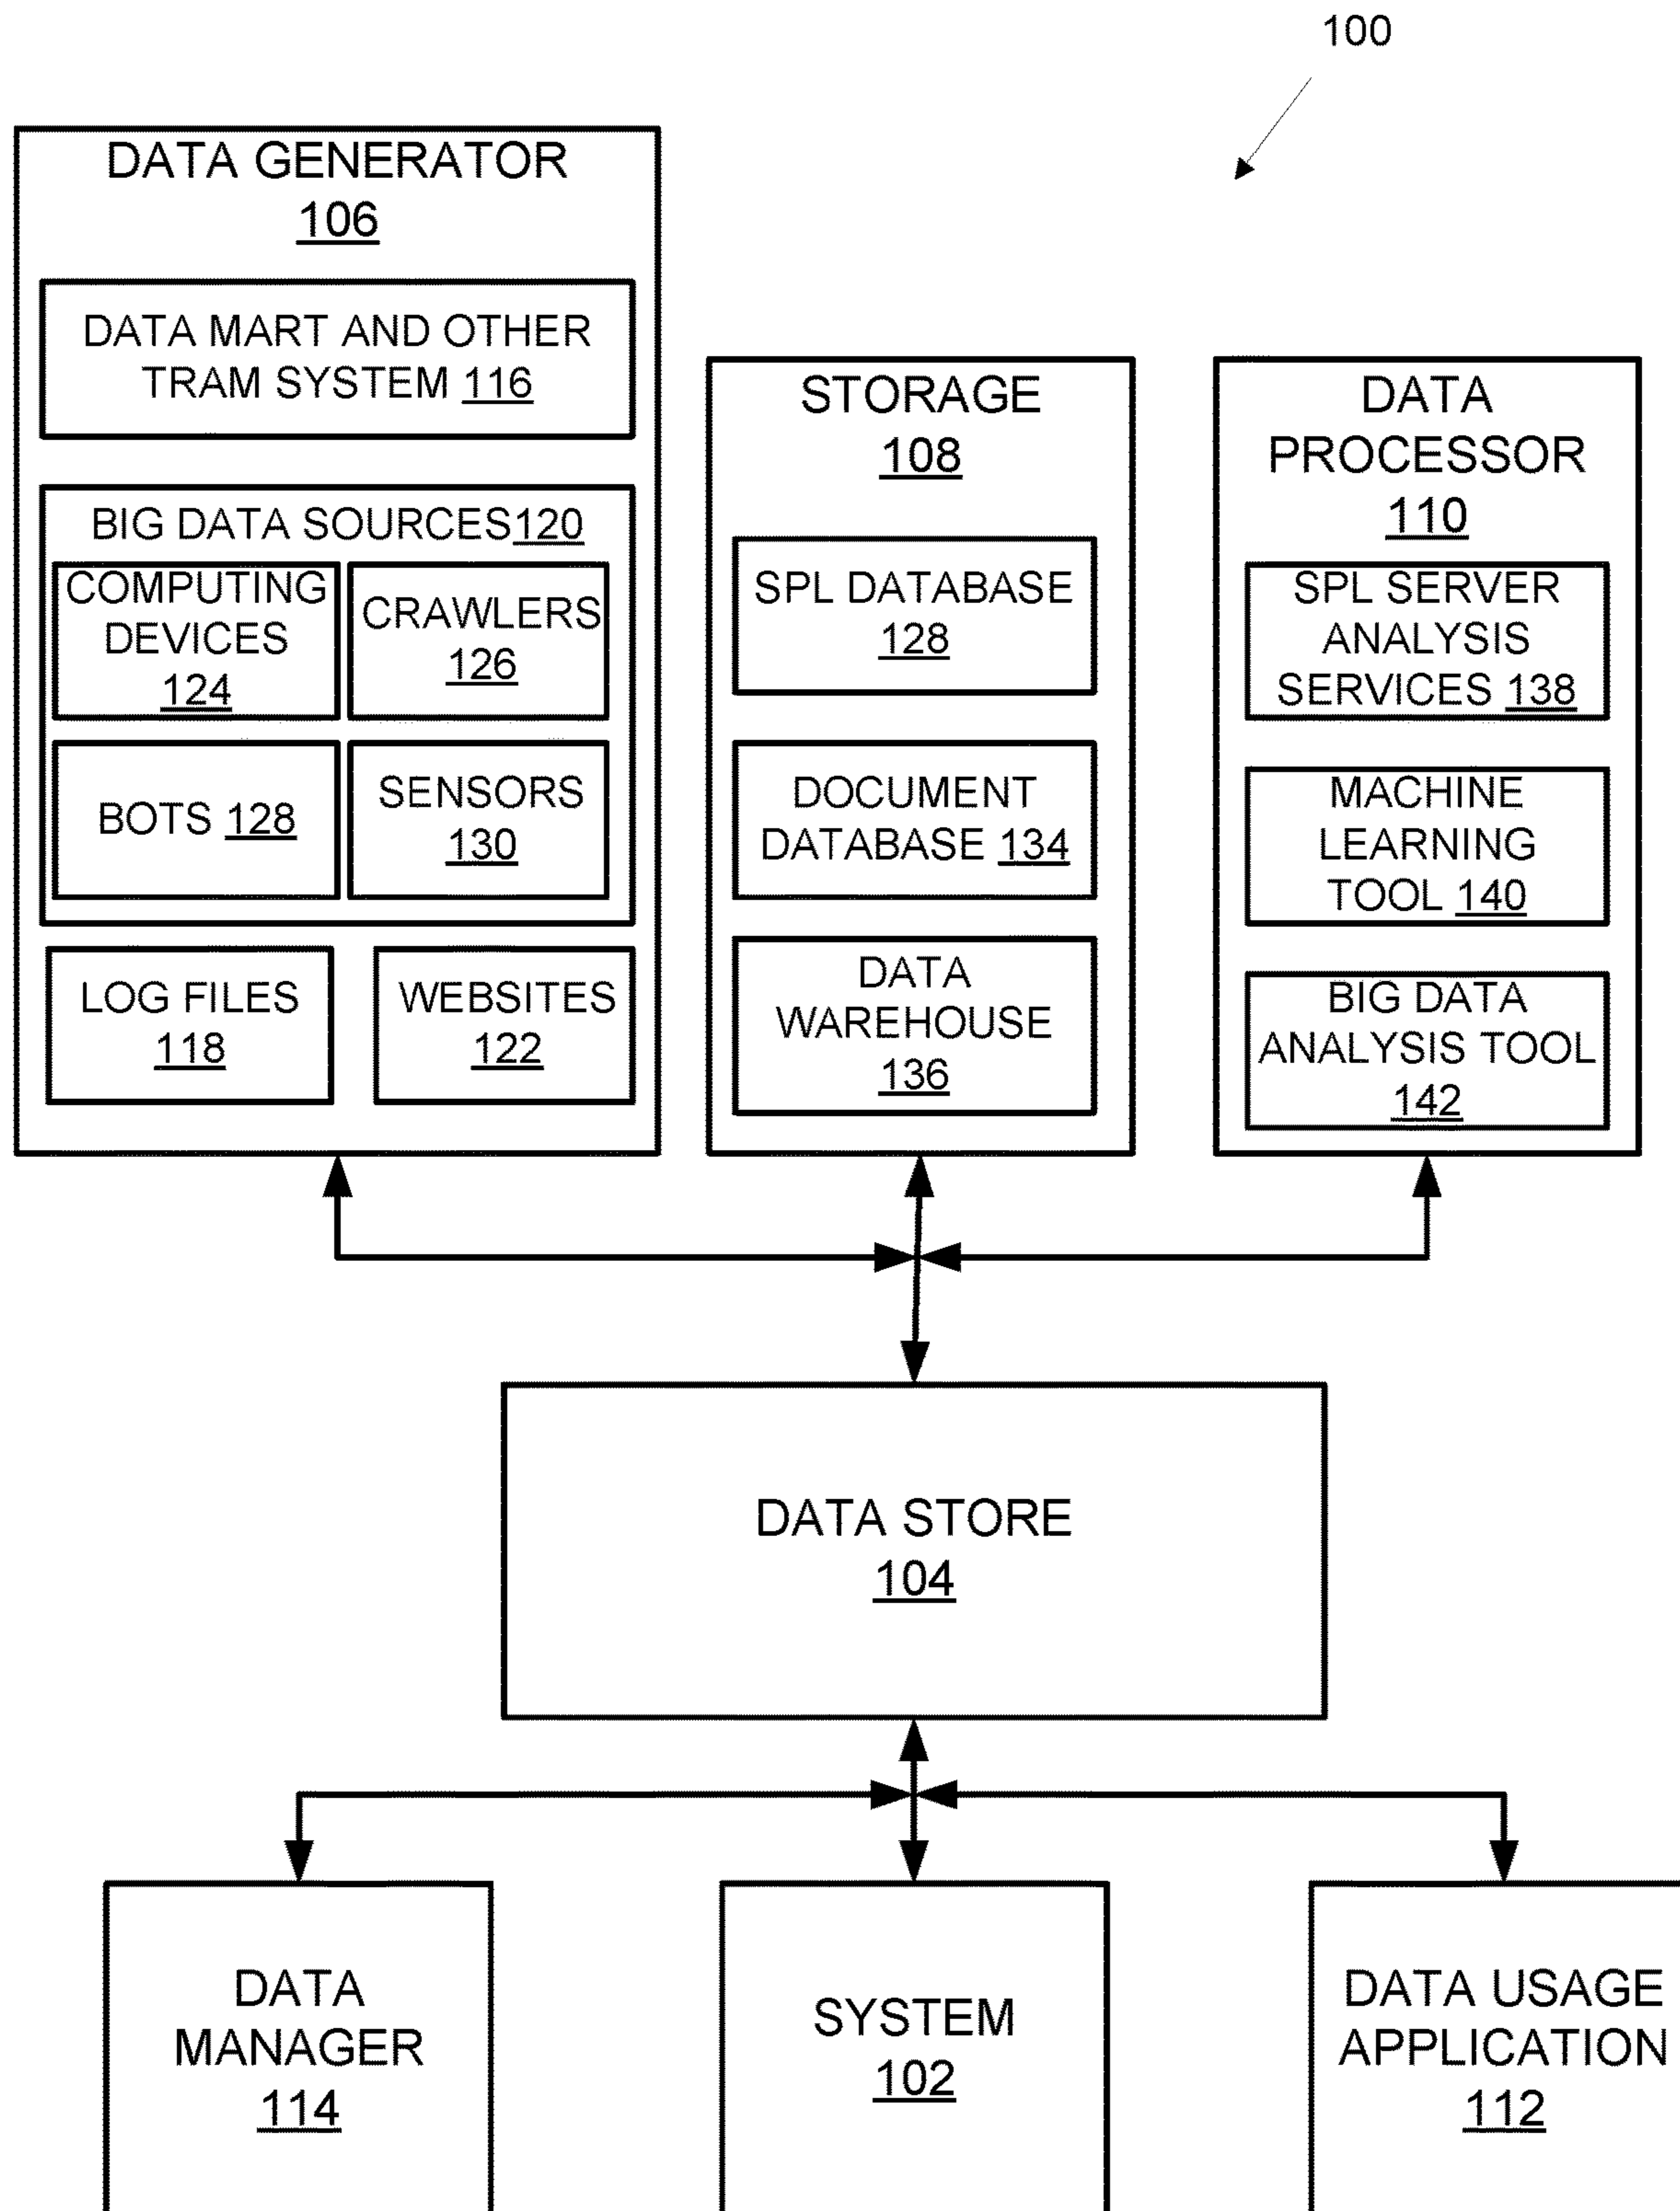 100
DATA GENERATOR
106
DATA MART AND OTHER
TRAM SYSTEM 116
BIG DATA SOURCES120
COMPUTING
DEVICES
124
CRAWLERS
126
BOTS 128
SENSORS
130
LOG FILES
118
WEBSITES
122
STORAGE
108
SPL DATABASE
128
DOCUMENT
DATABASE 134
DATA
WAREHOUSE
136
DATA
PROCESSOR
110
SPL SERVER
ANALYSIS
SERVICES 138
MACHINE
LEARNING
TOOL 140
BIG DATA
ANALYSIS TOOL
142
DATA STORE
104
DATA
MANAGER
114
SYSTEM
102
DATA USAGE
APPLICATION
112